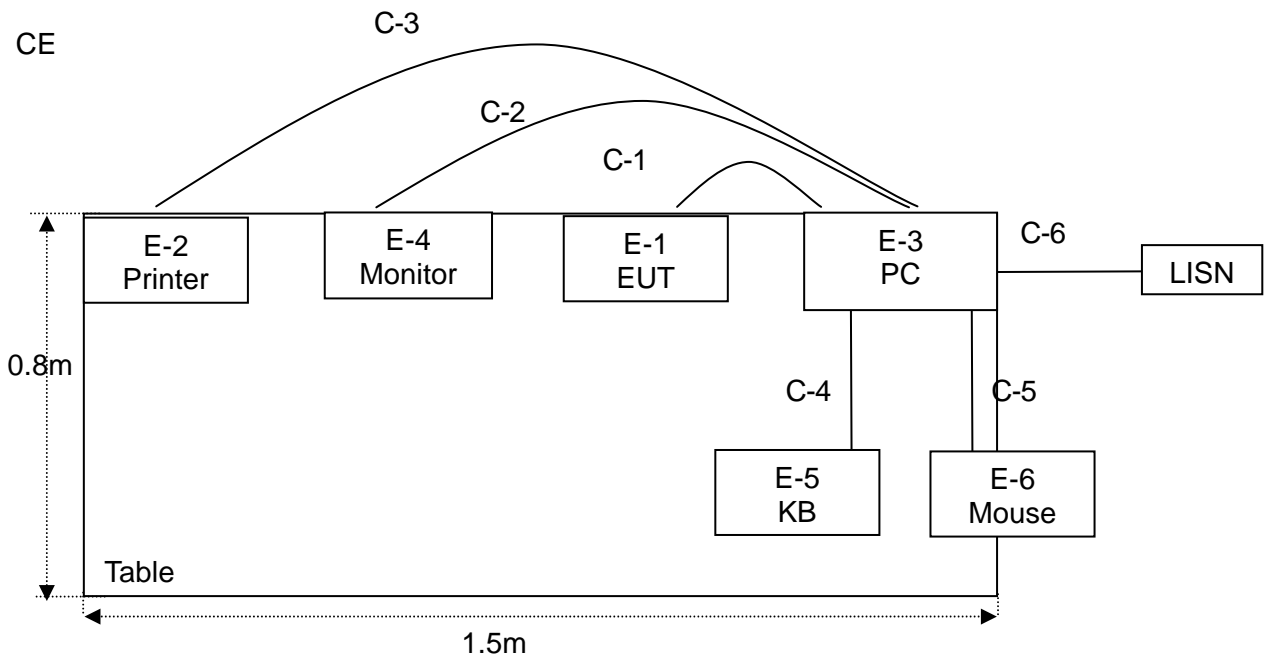 C-3
CE
C-2
C-1
E-2
Printer
E-4
Monitor
E-1
EUT
E-3
PC
C-6
LISN
0.8m
C-4
C-5
E-5
KB
E-6
Mouse
Table
1.5m